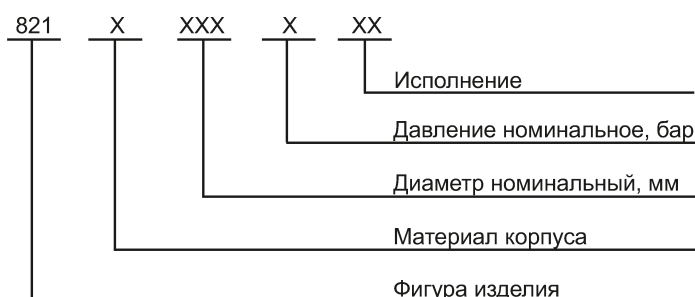 821 X XXX X XX
Исполнение
Давление номинальное, бар
Диаметр номинальный, мм
Материал корпуса
Фигура изделия